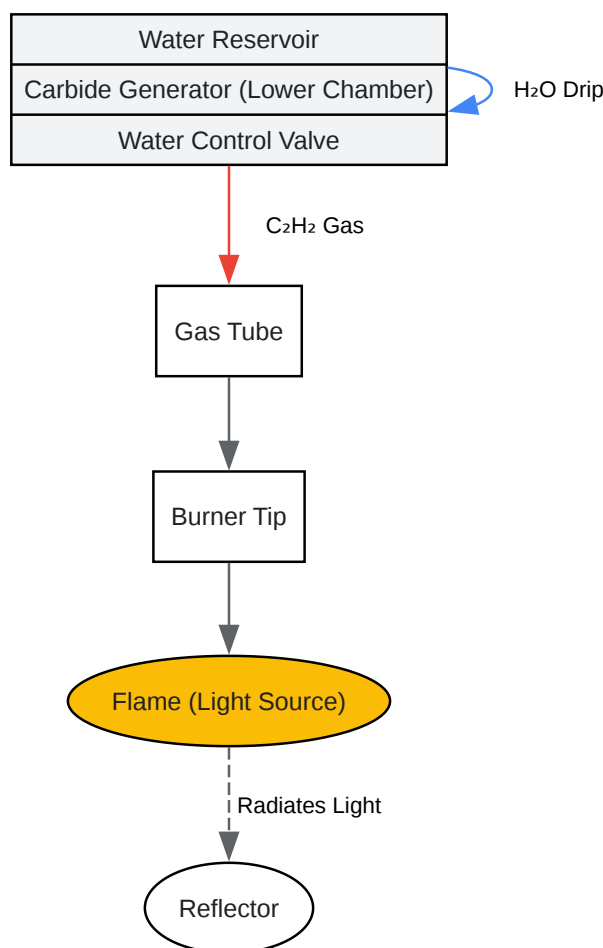 Water Reservoir
Carbide Generator (Lower Chamber)
H₂O Drip
Water Control Valve
C₂H₂ Gas
Gas Tube
Burner Tip
Flame (Light Source)
Radiates Light
Reflector